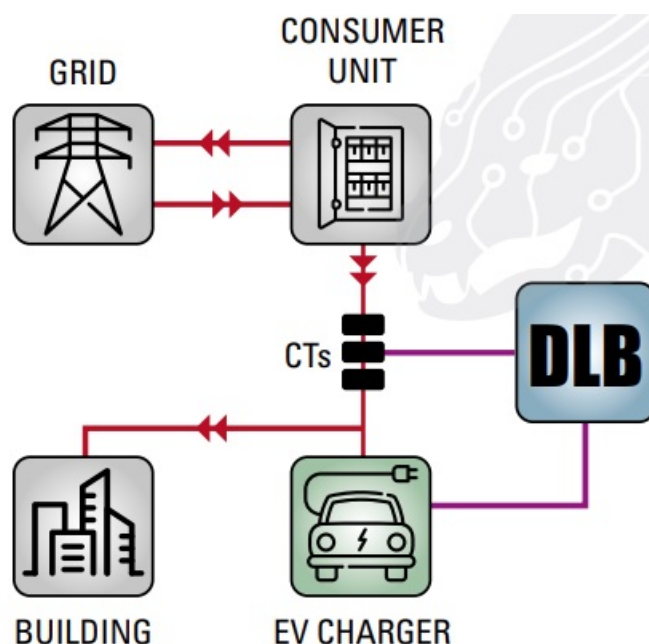 GRID
CONSUMER
UNIT
CTs
DLB
BUILDING
EV CHARGER